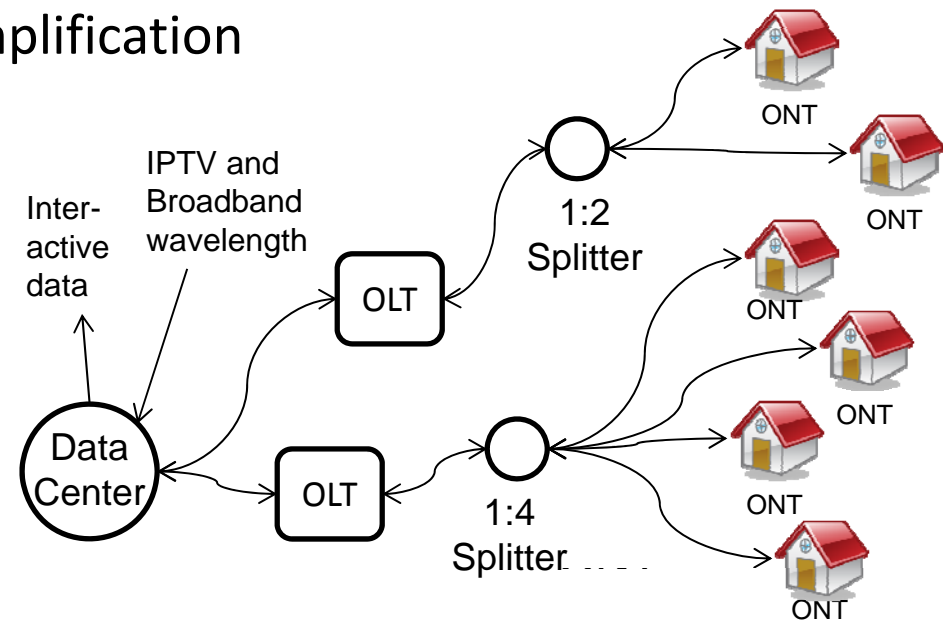 nplification
ONT
IPTV and
Broadband
wavelength
Inter-
active
data
1:2
Splitter
ONT
OLT
ONT
ONT
Data
Center
OLT
1:4
Splitter
ONT
ONT